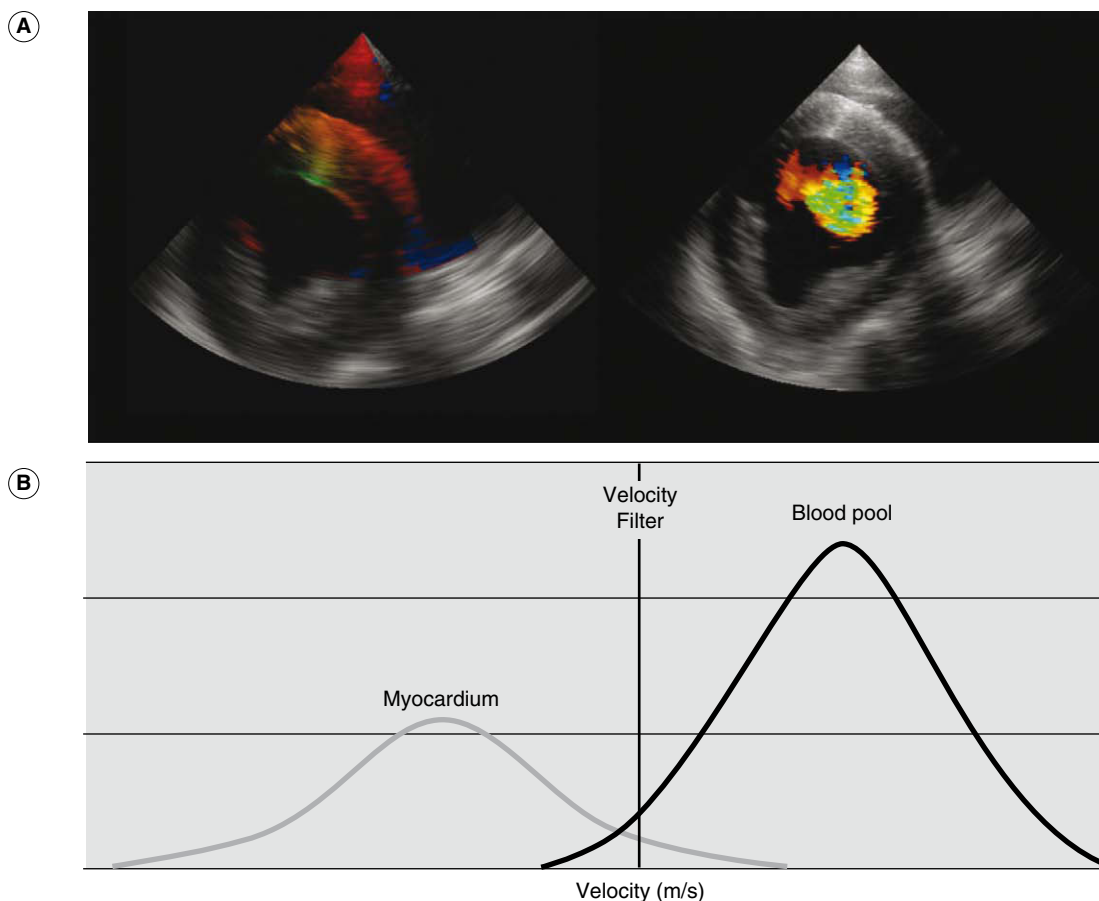 A
B
Velocity
Filter
Blood pool
Myocardium
Velocity (m/s)